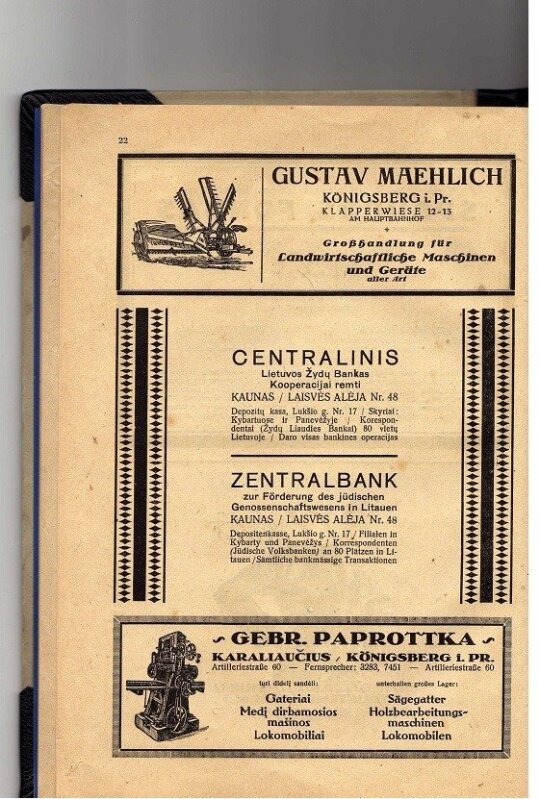 22
GUSTAV MAEHLICH
KÖNIGSBERG i. Pr.
KLAPPERWIESE 12-13
AM HAUPTBAHNHOF
+
Großhandlung für
Landwirtschaftliche Maschinen
und Geräte
aller Art
CENTRALINIS
Lietuvos Žydų Bankas
Kooperacijai remti
KAUNAS / LAISVĖS ALĖJA Nr. 48
Depozitų kasa, Lukšio g. Nr. 17 / Skyriai:
Kybartuose ir Panevėžyje / Korespon-
dentai (Žydų Liaudies Bankai) 80 vietų
Lietuvoje / Daro visas bankines operacijas
ZENTRALBANK
zur Förderung des jüdischen
Genossenschaftswesens in Litauen
KAUNAS / LAISVĖS ALĖJA Nr. 48
Depositenkasse, Lukšio g. Nr. 17 / Filialen in
Kybarty und Panevėžys / Korrespondenten
/Jüdische Volksbanken) an 80 Plätzen in Li-
tauen / Sämtliche bankmässige Transaktionen
~ GEBR. PAPROTTKA ~
KARALIAUČIUS / KÖNIGSBERG i. PR.
Artilleriestraße 60 — Fernsprecher: 3283, 7451 — Artilleriestraße 60
turi didelį sandėlį: unterhalten großes Lager:
Gateriai Sägegatter
Medį dirbamosios Holzbearbeitungs-
mašinos maschinen
Lokomobiliai Lokomobilen